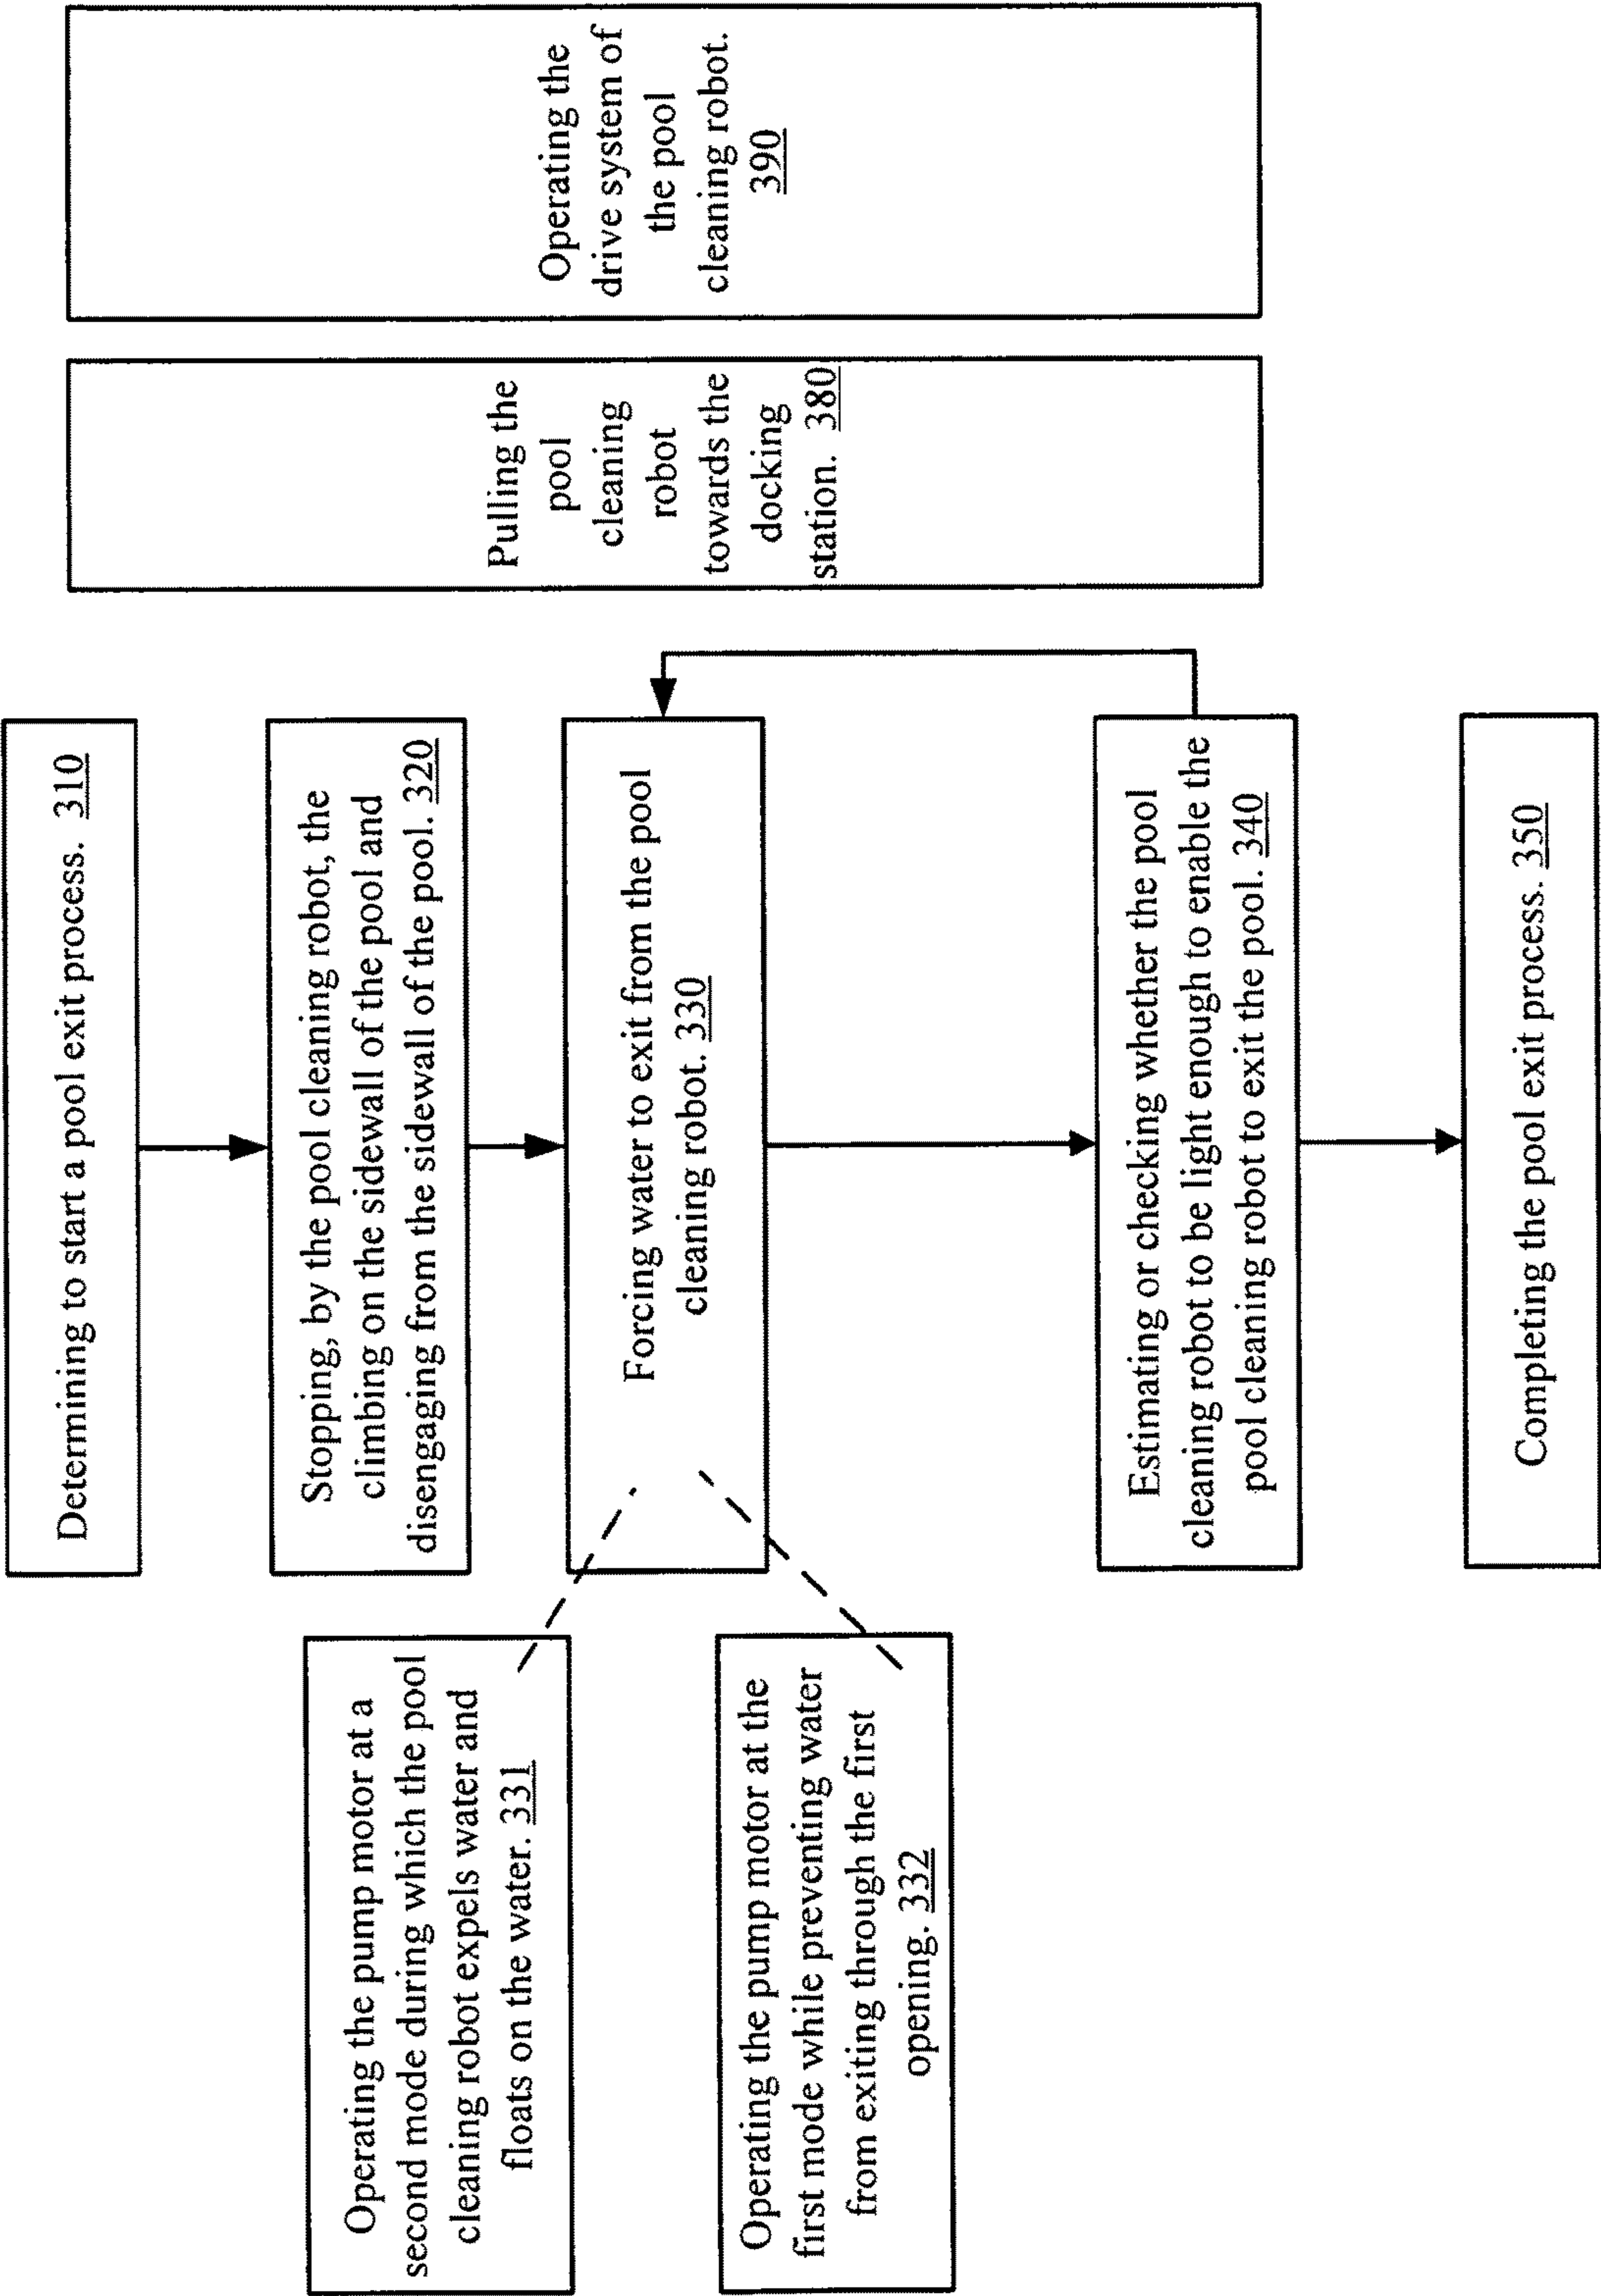 Determining to start a pool exit process. 310
Stopping, by the pool cleaning robot, the
climbing on the sidewall of the pool and
disengaging from the sidewall of the pool. 320
Forcing water to exit from the pool
cleaning robot. 330
Operating the pump motor at a
second mode during which the pool
cleaning robot expels water and
floats on the water. 331
Operating the pump motor at the
first mode while preventing water
from exiting through the first
opening. 332
Estimating or checking whether the pool
cleaning robot to be light enough to enable the
pool cleaning robot to exit the pool. 340
Completing the pool exit process. 350
Pulling the
pool
cleaning
robot
towards the
docking
station. 380
Operating the
drive system of
the pool
cleaning robot.
390